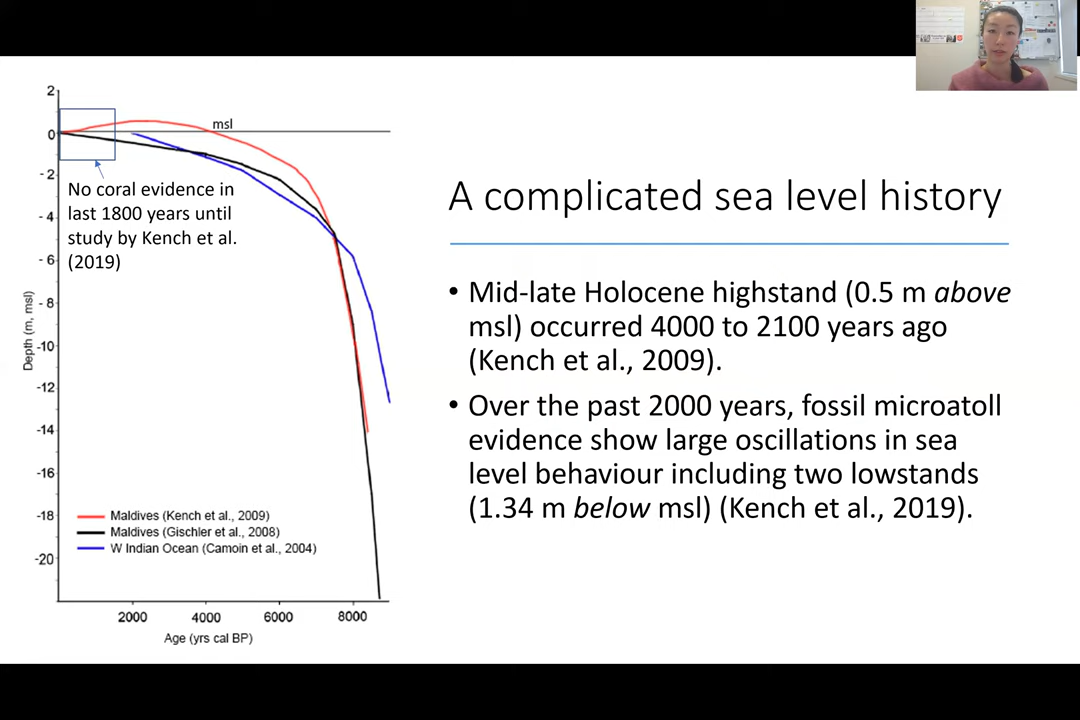 A complicated sea level history
• Mid-late Holocene highstand (0.5 m above
msl) occurred 4000 to 2100 years ago
(Kench et al., 2009).
• Over the past 2000 years, fossil microatoll
evidence show large oscillations in sea
level behaviour including two lowstands
(1.34 m below msl) (Kench et al., 2019).
2
0
-2
-4
-6
-8
-10
-12
-14
-16
-18
-20
Depth (m, msl)
msl
No coral evidence in
last 1800 years until
study by Kench et al.
(2019)
Maldives (Kench et al., 2009)
Maldives (Gischler et al., 2008)
W Indian Ocean (Camoin et al., 2004)
2000 4000 6000 8000
Age (yrs cal BP)